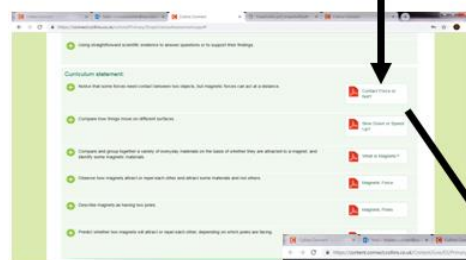 Using straightforward scientific evidence to answer questions or to support their findings.
Curriculum statement
Notice that some forces need contact between two objects, but magnetic forces can act at a distance.
Contact Force or Not?
Compare how things move on different surfaces.
Slow Down or Speed Up?
Compare and group together a variety of everyday materials on the basis of whether they are attracted to a magnet, and
identify some magnetic materials.
What is Magnetic?
Observe how magnets attract or repel each other and attract some materials and not others.
Magnetic Force
Describe magnets as having two poles.
Magnetic Poles
Predict whether two magnets will attract or repel each other, depending on which poles are facing.